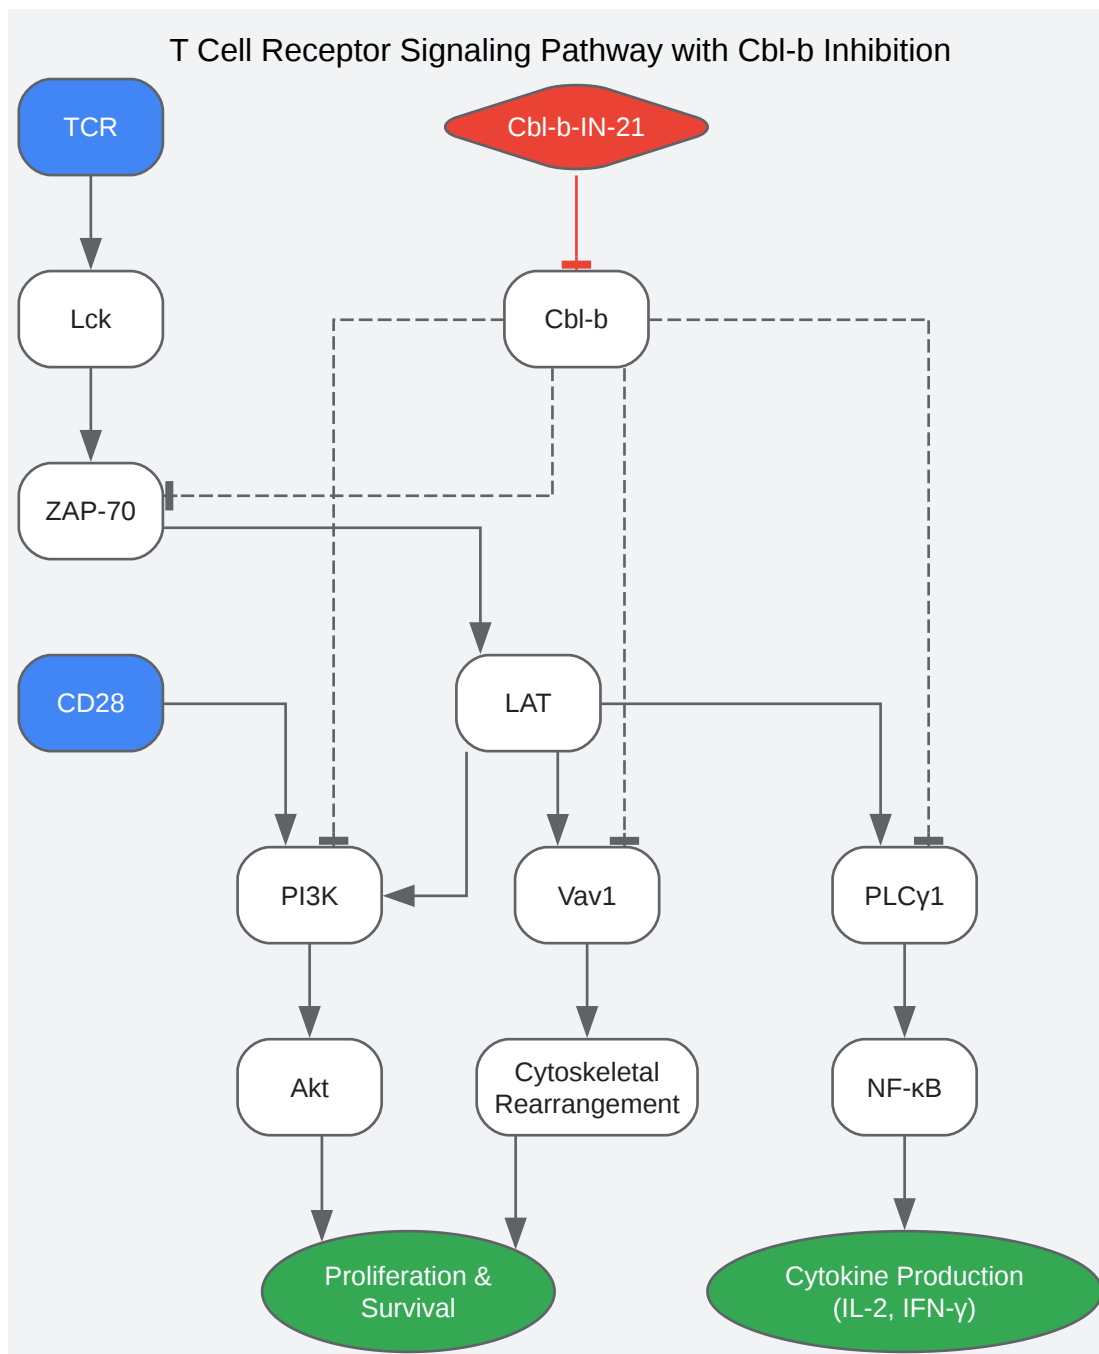 T Cell Receptor Signaling Pathway with Cbl-b Inhibition
TCR
Cbl-b-IN-21
Lck
Cbl-b
ZAP-70
CD28
LAT
PI3K
Vav1
PLCγ1
Akt
Cytoskeletal
Rearrangement
NF-κB
Proliferation &
Survival
Cytokine Production
(IL-2, IFN-γ)